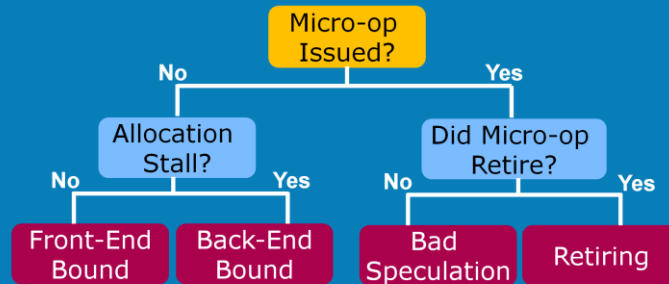 Micro-op
Issued?
No
Yes
Allocation
Stall?
Did Micro-op
Retire?
No
Yes
No
Yes
Front-End
Bound
Back-End
Bound
Bad
Speculation
Retiring